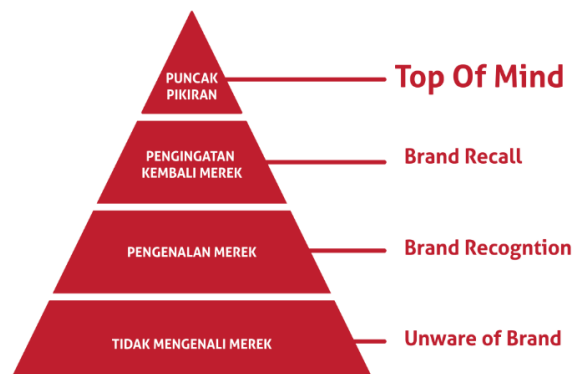 PUNCAK
PIKIRAN
Top Of Mind
PENGINGATAN
KEMBALI MEREK
Brand Recall
PENGENALAN MEREK
Brand Recogntion
TIDAK MENGENALI MEREK
Unware of Brand